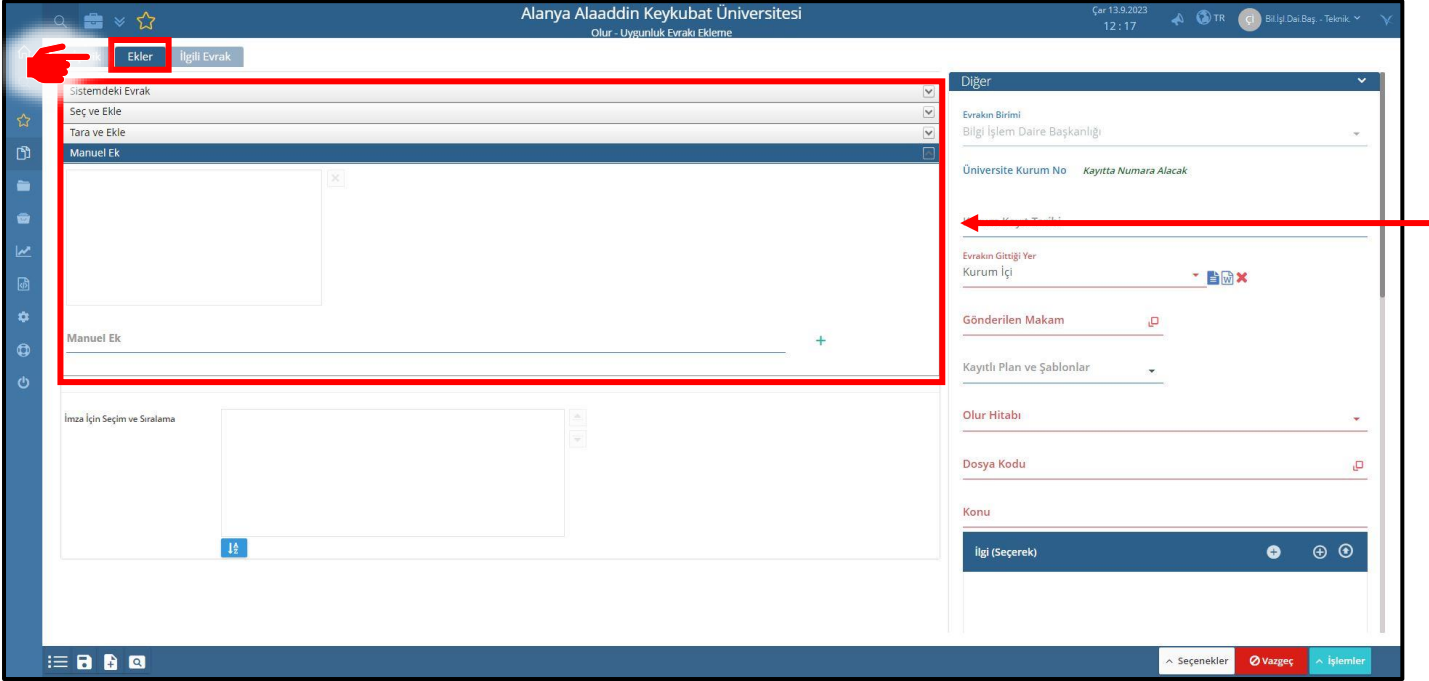 Alanya Alaaddin Keykubat Üniversitesi
Olur - Uygunluk Evrakı Ekleme
Çar 13.9.2023
12 : 17
TR
Çİ
Bil.İşl.Dai.Baş. - Teknik
Ekler
İlgili Evrak
Sistemdeki Evrak
Seç ve Ekle
Tara ve Ekle
Manuel Ek
Manuel Ek
İmza İçin Seçim ve Sıralama
Diğer
Evrakın Birimi
Bilgi İşlem Daire Başkanlığı
Üniversite Kurum No Kayıtta Numara Alacak
Evrakın Gittiği Yer
Kurum İçi
Gönderilen Makam
Kayıtlı Plan ve Şablonlar
Olur Hitabı
Dosya Kodu
Konu
İlgi (Seçerek)
Seçenekler
Vazgeç
İşlemler